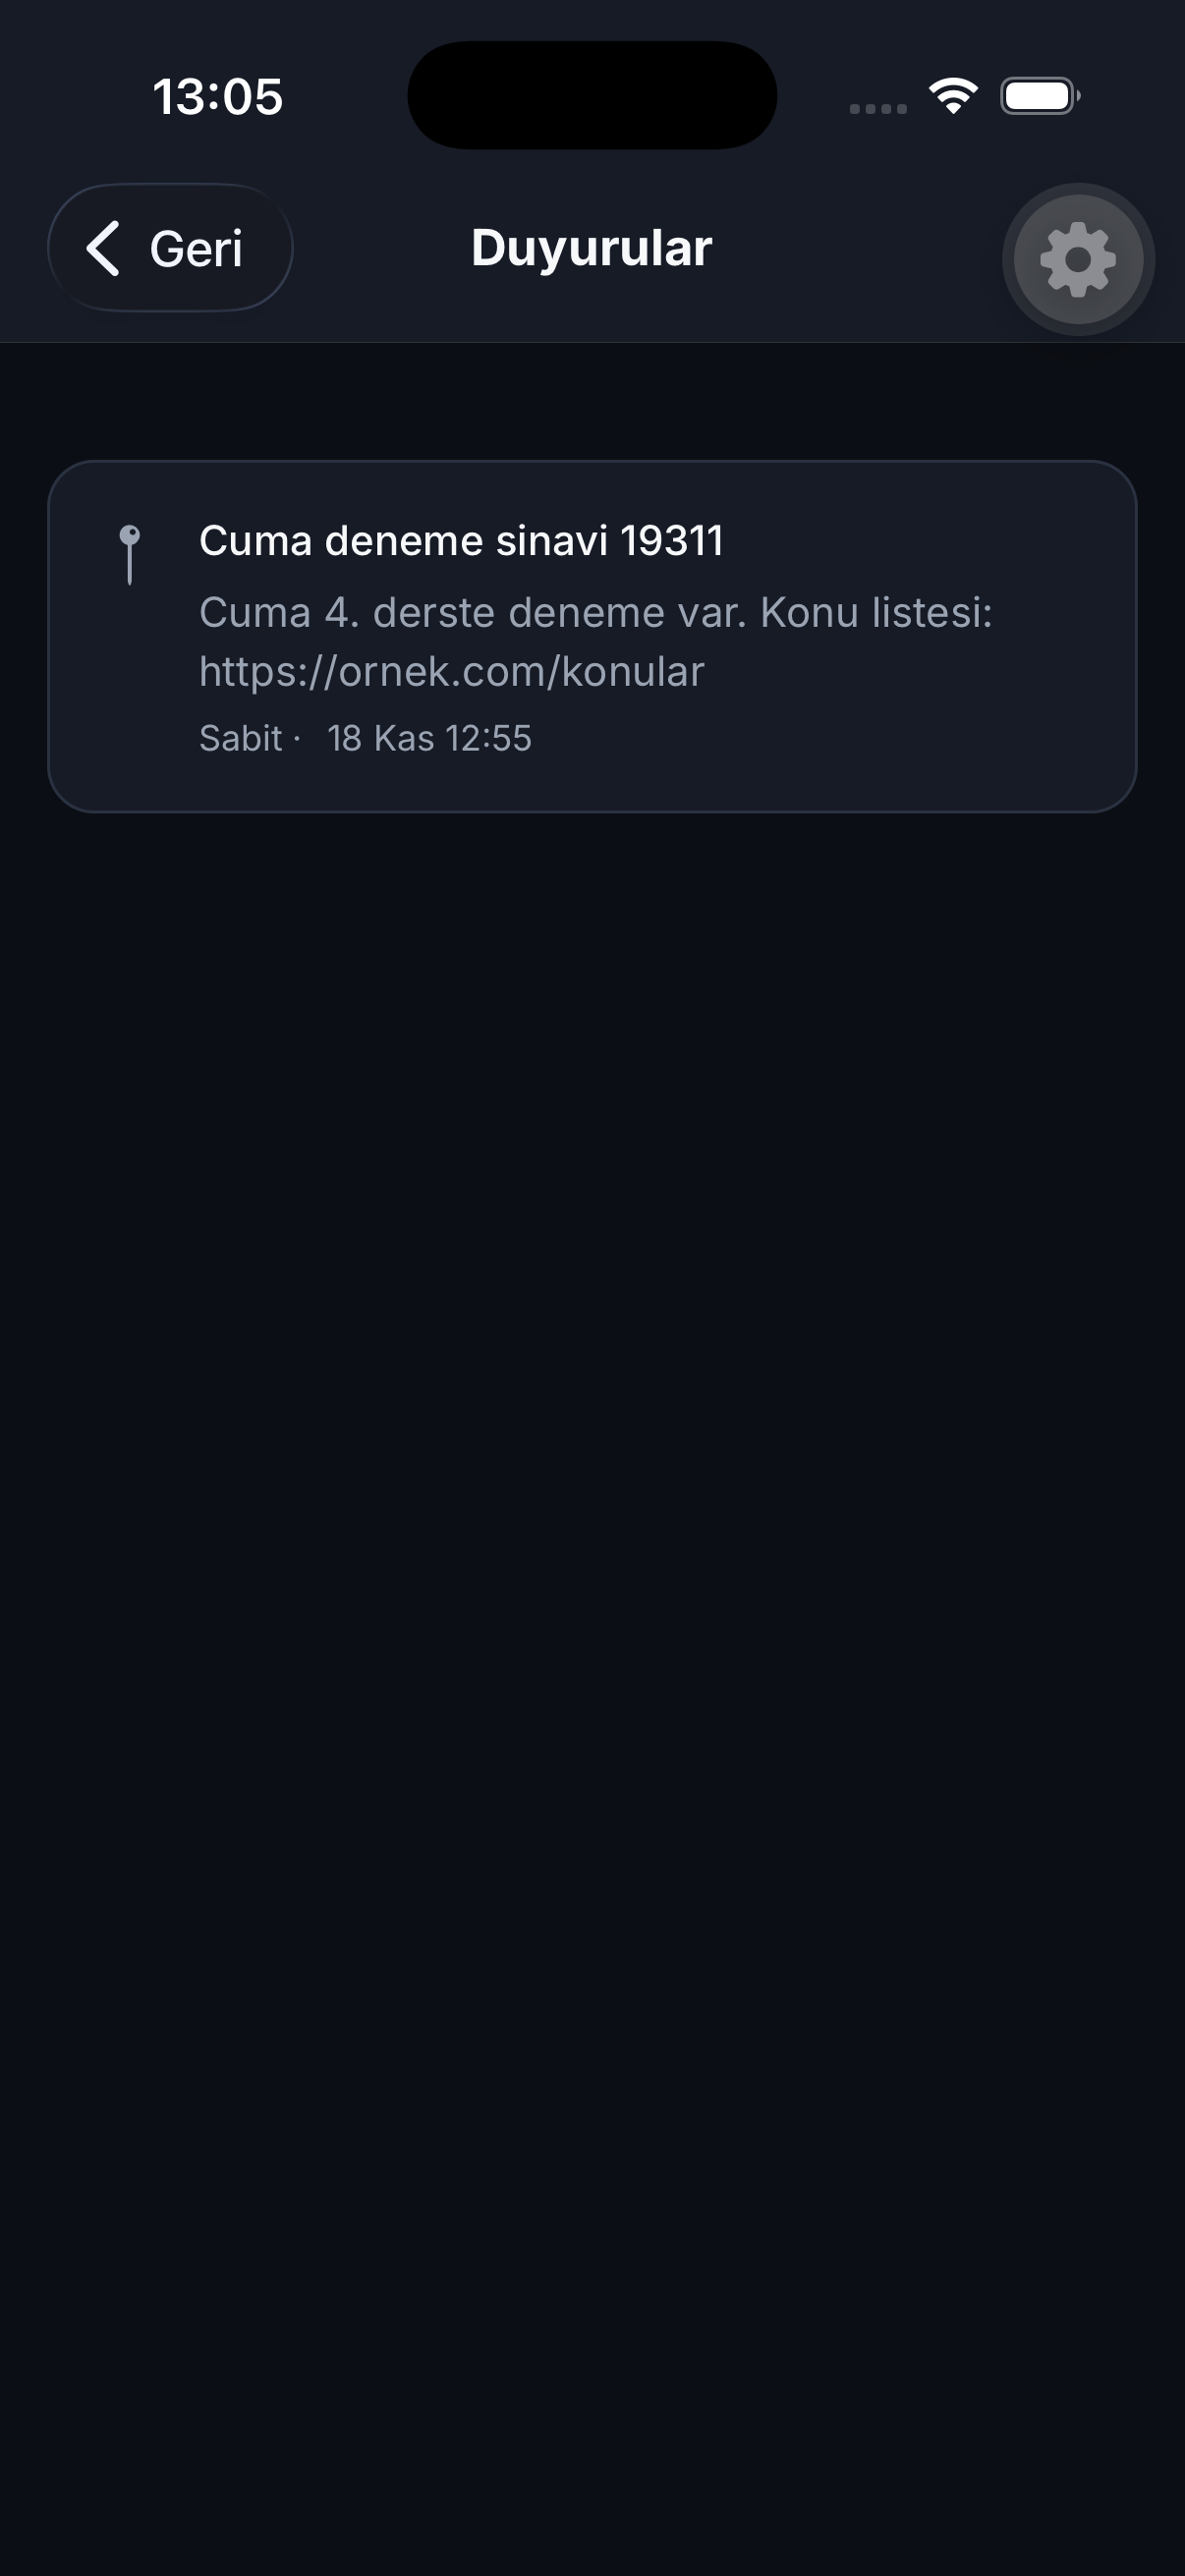 13:05
Geri
Duyurular
Cuma deneme sinavi 19311
Cuma 4. derste deneme var. Konu listesi:
https://ornek.com/konular
Sabit · 18 Kas 12:55